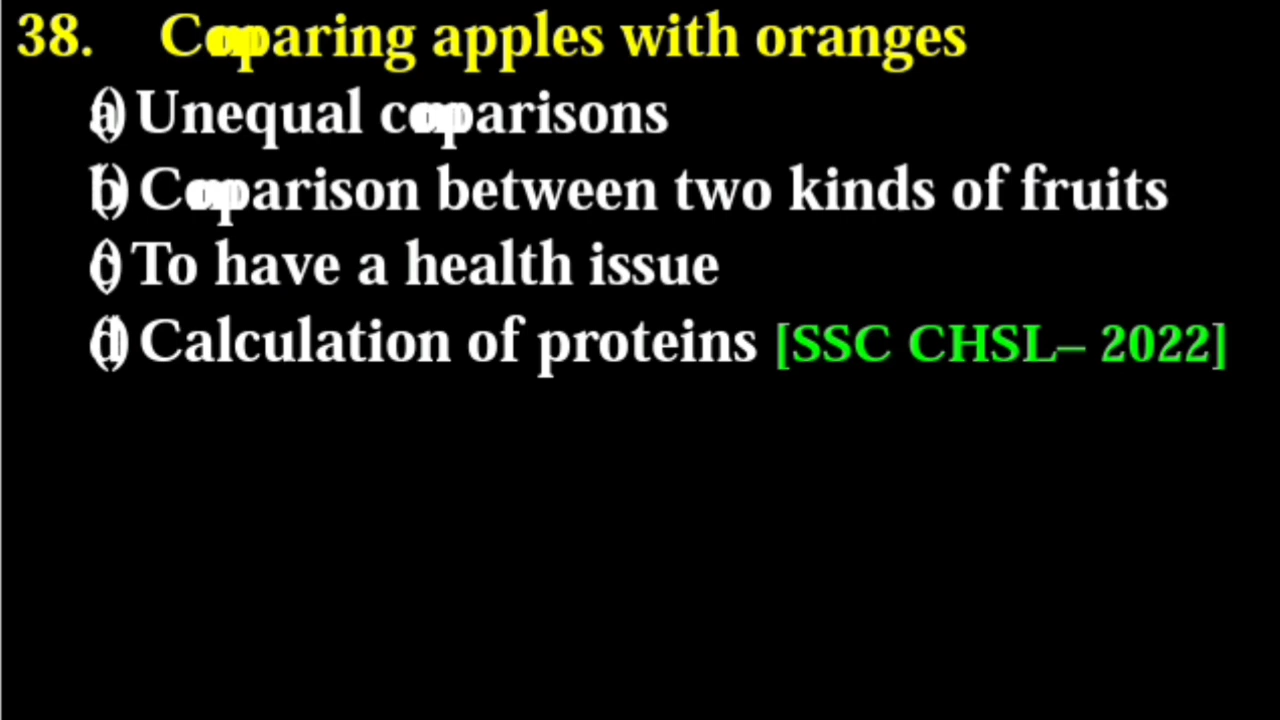 38. Comparing apples with oranges
(a) Unequal comparisons
(b) Comparison between two kinds of fruits
(c) To have a health issue
(d) Calculation of proteins [SSC CHSL– 2022]